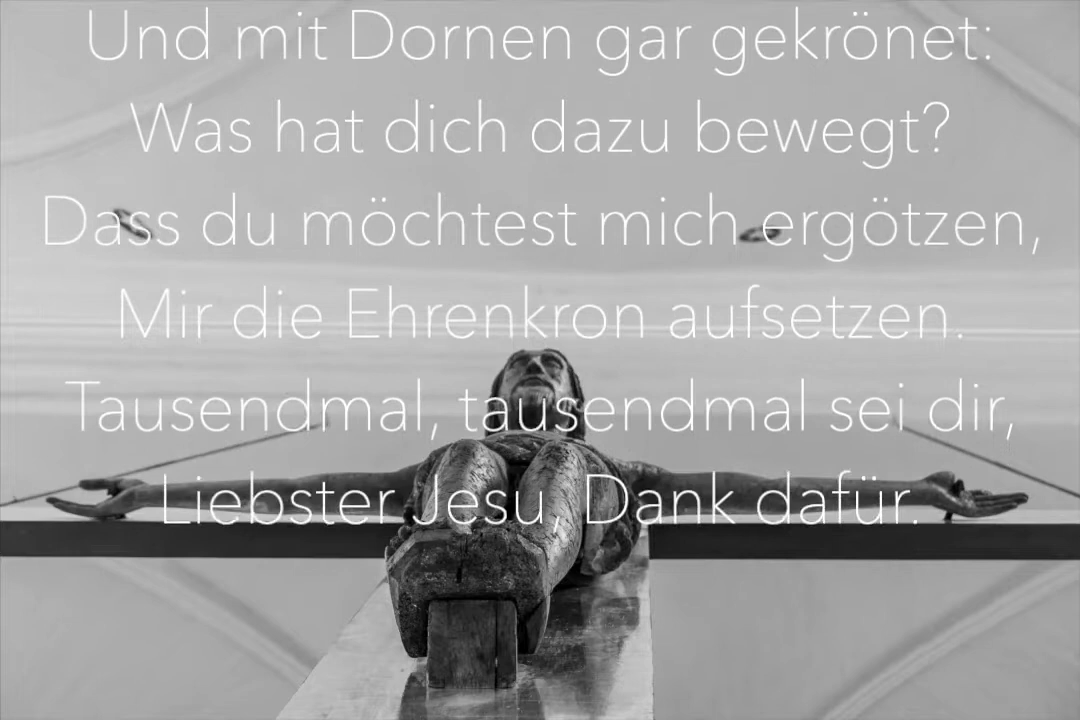 Und mit Dornen gar gekrönet:
Was hat dich dazu bewegt?
Dass du möchtest mich ergötzen,
Mir die Ehrenkron aufsetzen.
Tausendmal, tausendmal sei dir,
Liebster Jesu, Dank dafür.